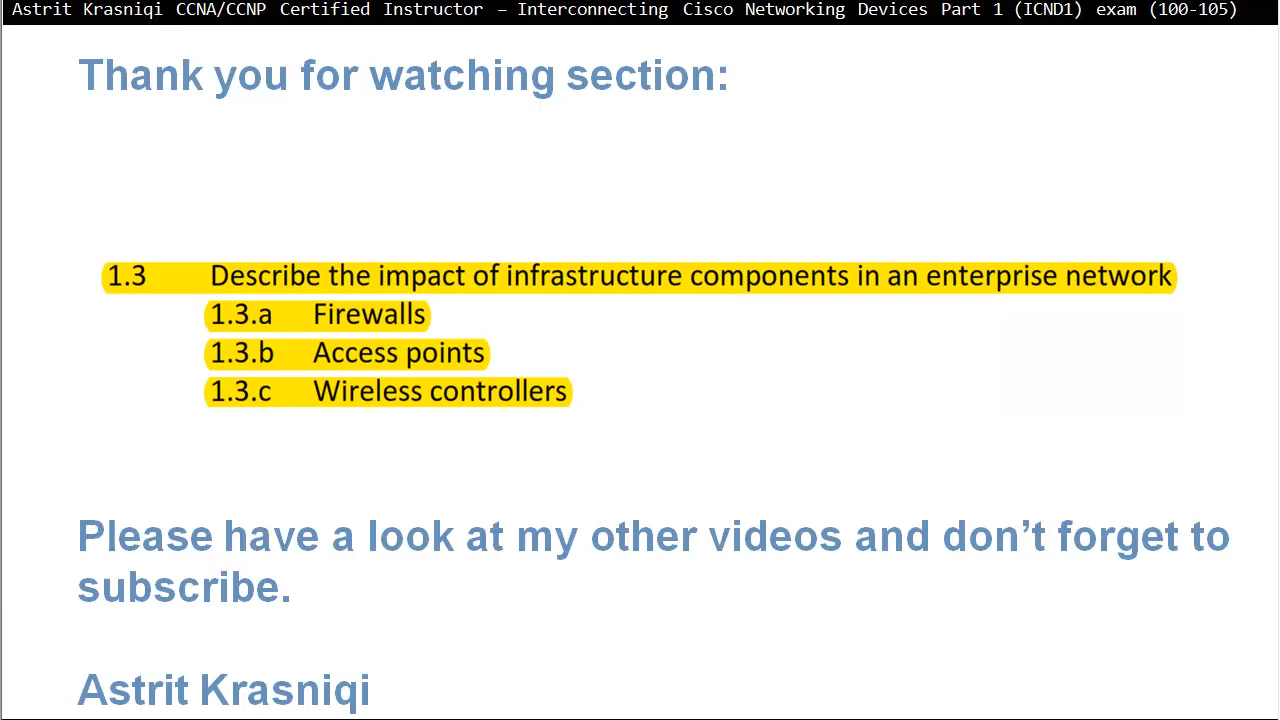 Astrit Krasniqi CCNA/CCNP Certified Instructor – Interconnecting Cisco Networking Devices Part 1 (ICND1) exam (100-105)
Thank you for watching section:
1.3 Describe the impact of infrastructure components in an enterprise network
1.3.a Firewalls
1.3.b Access points
1.3.c Wireless controllers
Please have a look at my other videos and don’t forget to
subscribe.
Astrit Krasniqi